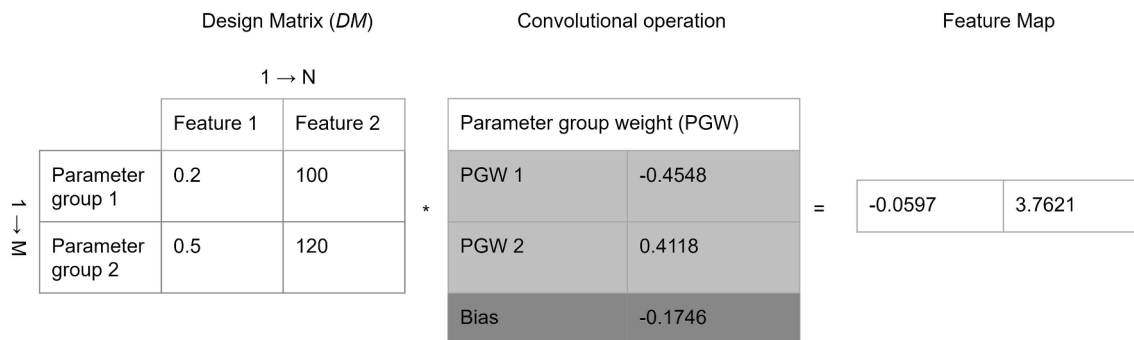 Design Matrix (DM)
Convolutional operation
Feature Map
1 → N
Feature 1
Feature 2
Parameter group weight (PGW)
1 → M
Parameter
group 1
0.2
100
PGW 1
-0.4548
*
=
-0.0597
3.7621
Parameter
group 2
0.5
120
PGW 2
0.4118
Bias
-0.1746